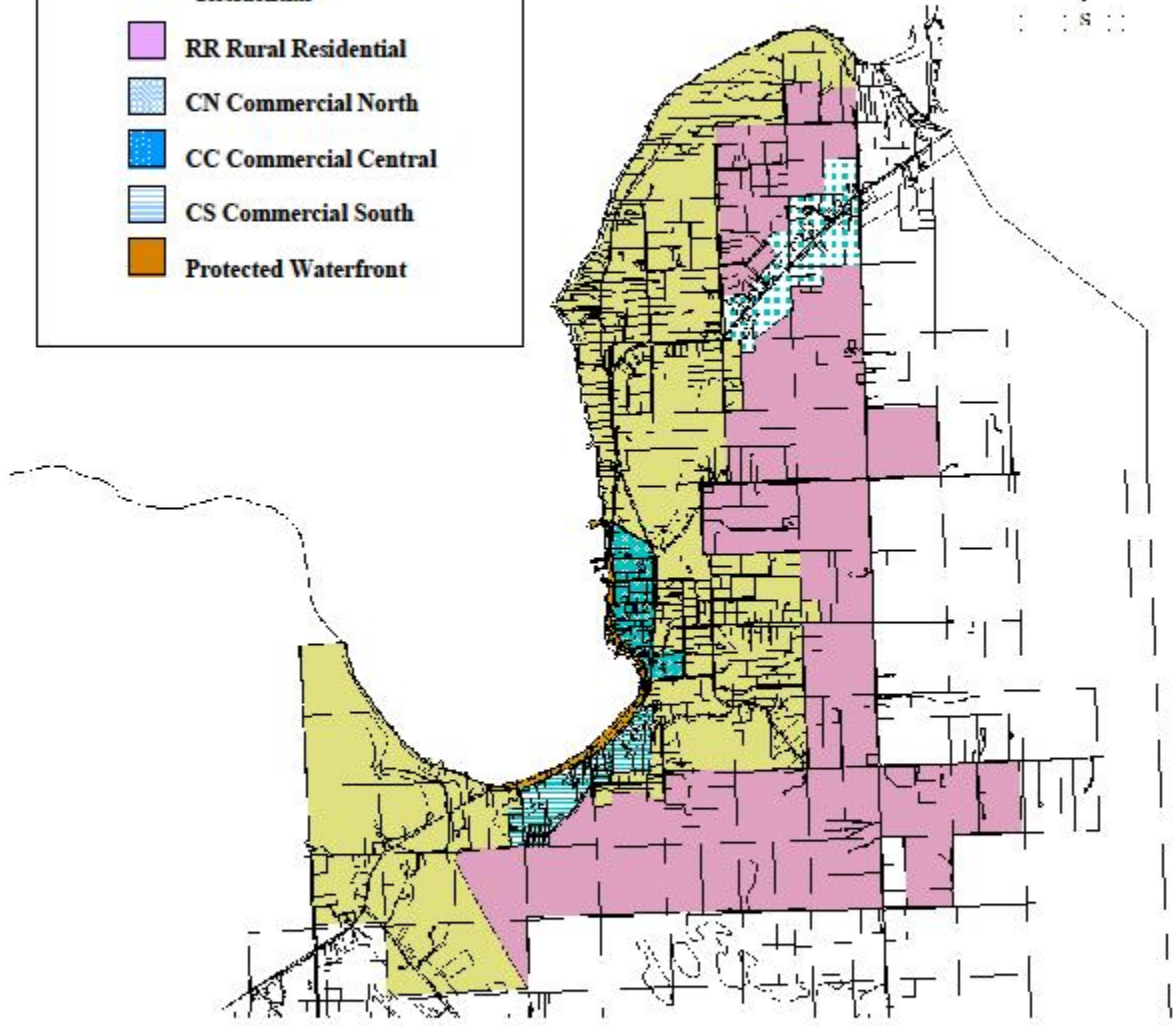 RR Rural Residential
CN Commercial North
CC Commercial Central
CS Commercial South
Protected Waterfront
S